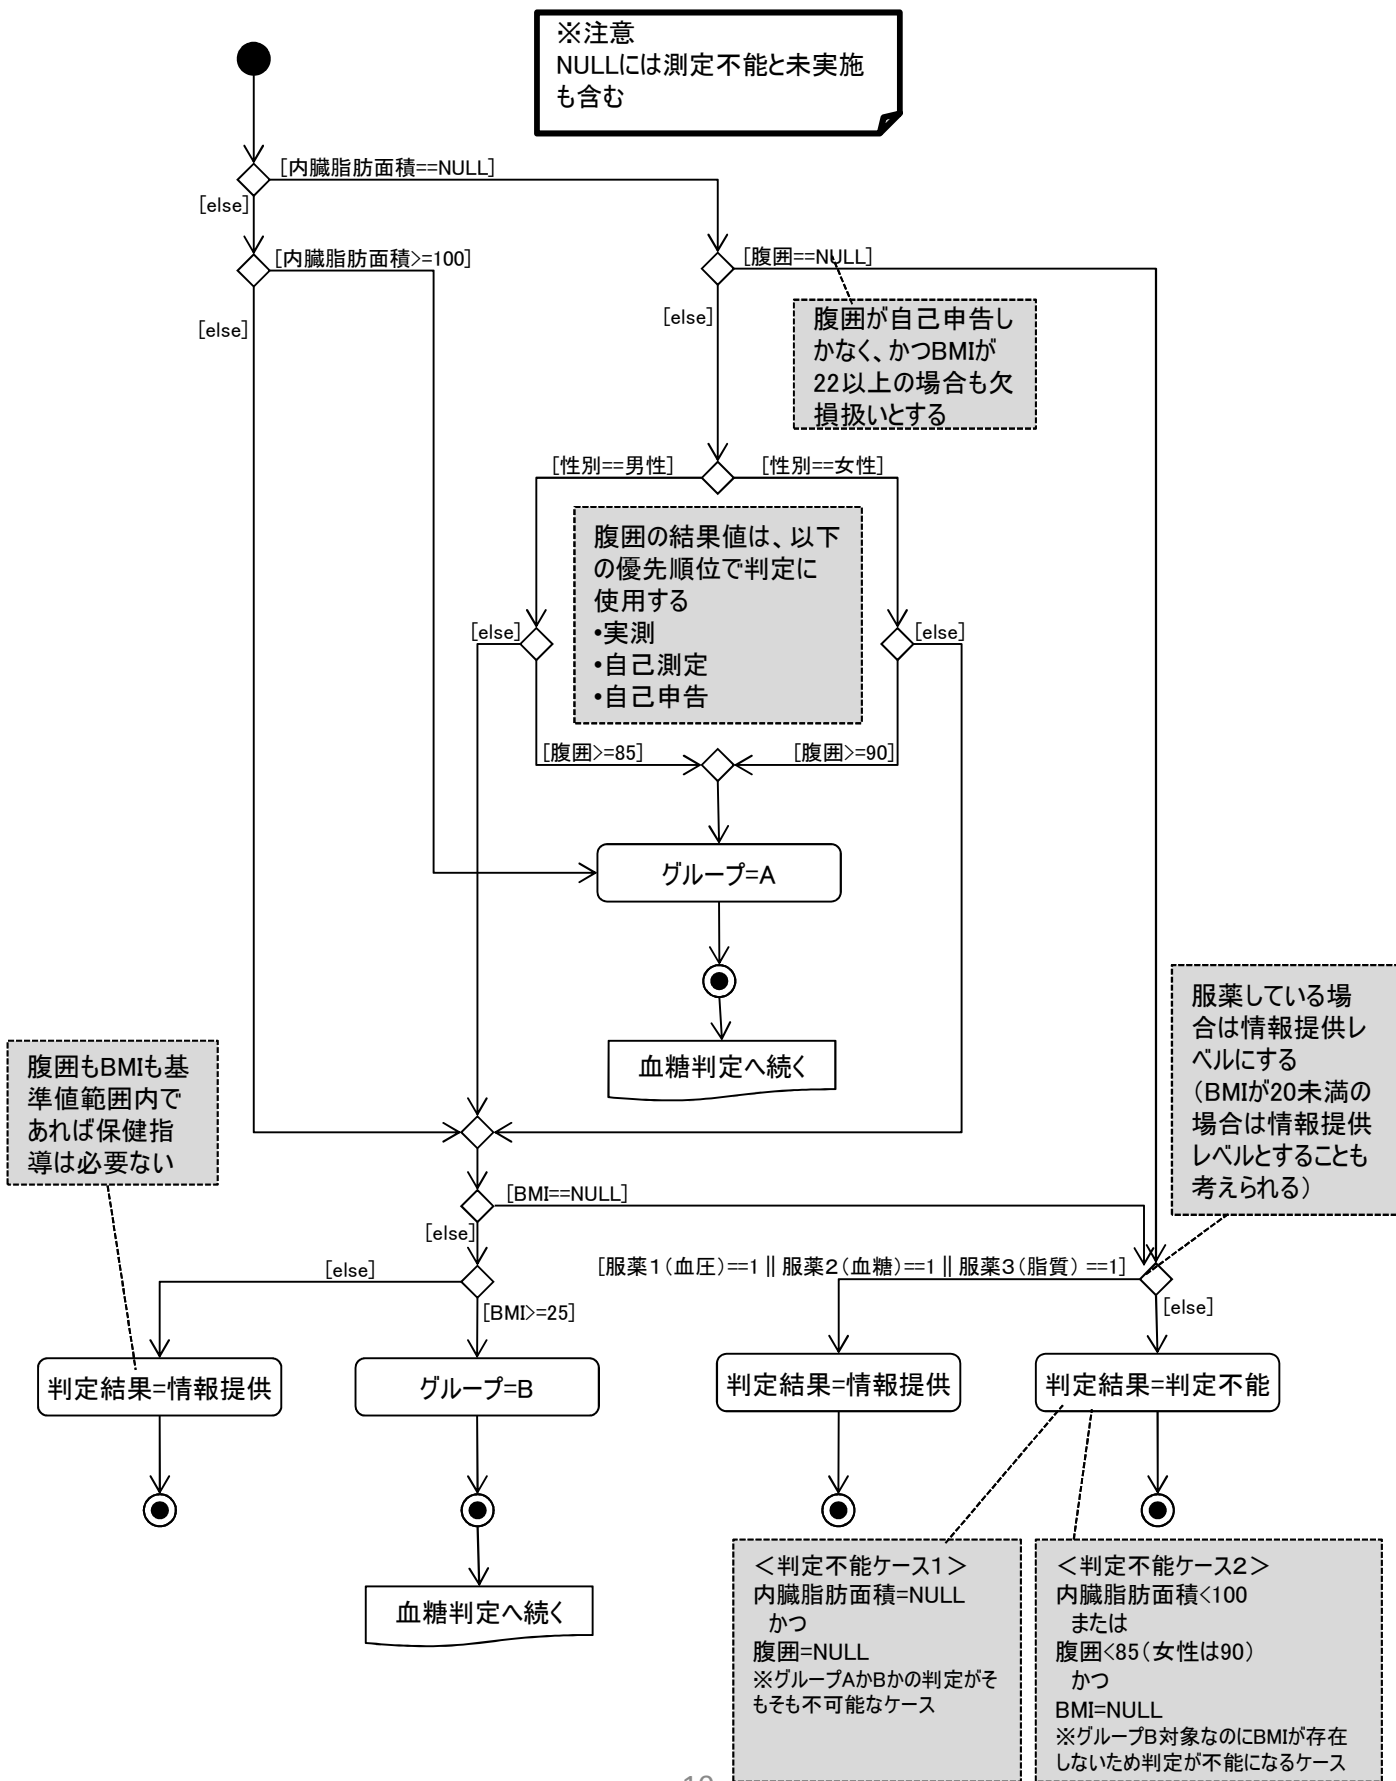 ※注意
NULLには測定不能と未実施
も含む
[内臓脂肪面積==NULL]
[else]
[内臓脂肪面積>=100]
[腹囲==NULL]
[else]
[else]
腹囲が自己申告し
かなく、かつBMIが
22以上の場合も欠
損扱いとする
[性別==男性]
[性別==女性]
腹囲の結果値は、以下
の優先順位で判定に
使用する
•実測
•自己測定
•自己申告
[else]
[else]
[腹囲>=85]
[腹囲>=90]
グループ=A
血糖判定へ続く
服薬している場
合は情報提供レ
ベルにする
（BMIが20未満の
場合は情報提供
レベルとすることも
考えられる）
腹囲もBMIも基
準値範囲内で
あれば保健指
導は必要ない
[BMI==NULL]
[else]
[else]
[服薬１（血圧）==1 || 服薬２（血糖）==1 || 服薬３（脂質） ==1]
[BMI>=25]
[else]
判定結果=情報提供
グループ=B
判定結果=情報提供
判定結果=判定不能
血糖判定へ続く
＜判定不能ケース1＞
内臓脂肪面積=NULL
かつ
腹囲=NULL
※グループAかBかの判定がそ
もそも不可能なケース
＜判定不能ケース2＞
内臓脂肪面積<100
または
腹囲<85（女性は90）
かつ
BMI=NULL
※グループB対象なのにBMIが存在
しないため判定が不能になるケース